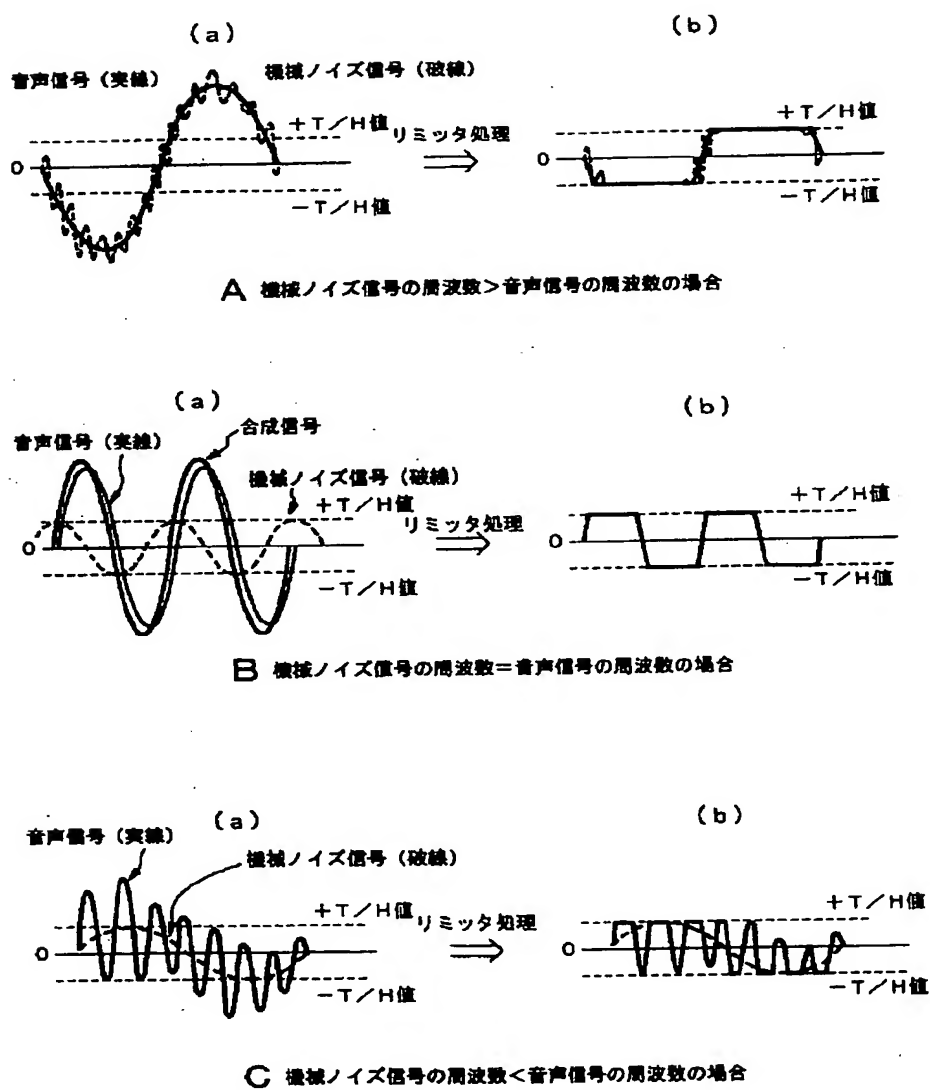 (a)
(b)
音声信号(実線)
機械ノイズ信号(破線)
+T/H値
リミッタ処理
+T/H値
0
0
-T/H値
-T/H値
A 機械ノイズ信号の周波数>音声信号の周波数の場合
(a)
(b)
音声信号(実線)
合成信号
機械ノイズ信号(破線)
+T/H値
リミッタ処理
+T/H値
0
0
-T/H値
-T/H値
B 機械ノイズ信号の周波数=音声信号の周波数の場合
(a)
(b)
音声信号(実線)
機械ノイズ信号(破線)
+T/H値
リミッタ処理
+T/H値
0
0
-T/H値
-T/H値
C 機械ノイズ信号の周波数<音声信号の周波数の場合